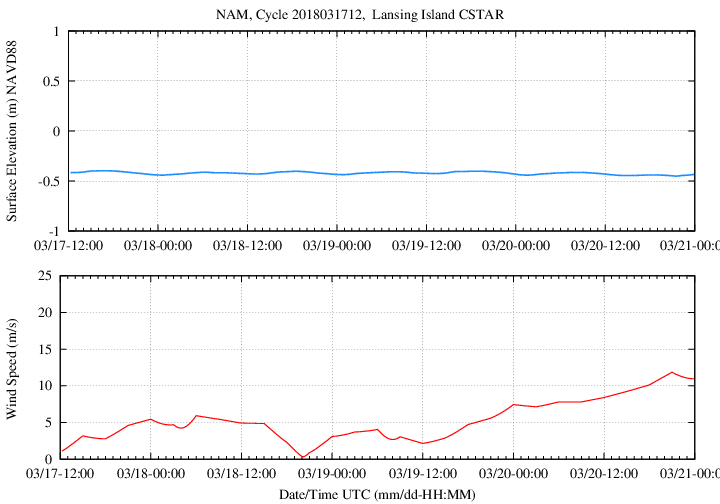 NAM, Cycle 2018031712,  Lansing Island CSTAR
Surface Elevation (m) NAVD88
1
0.5
0
-0.5
-1
03/17-12:00 03/18-00:00 03/18-12:00 03/19-00:00 03/19-12:00 03/20-00:00 03/20-12:00 03/21-00:0
Wind Speed (m/s)
25
20
15
10
5
0
03/17-12:00 03/18-00:00 03/18-12:00 03/19-00:00 03/19-12:00 03/20-00:00 03/20-12:00 03/21-00:0
Date/Time UTC (mm/dd-HH:MM)